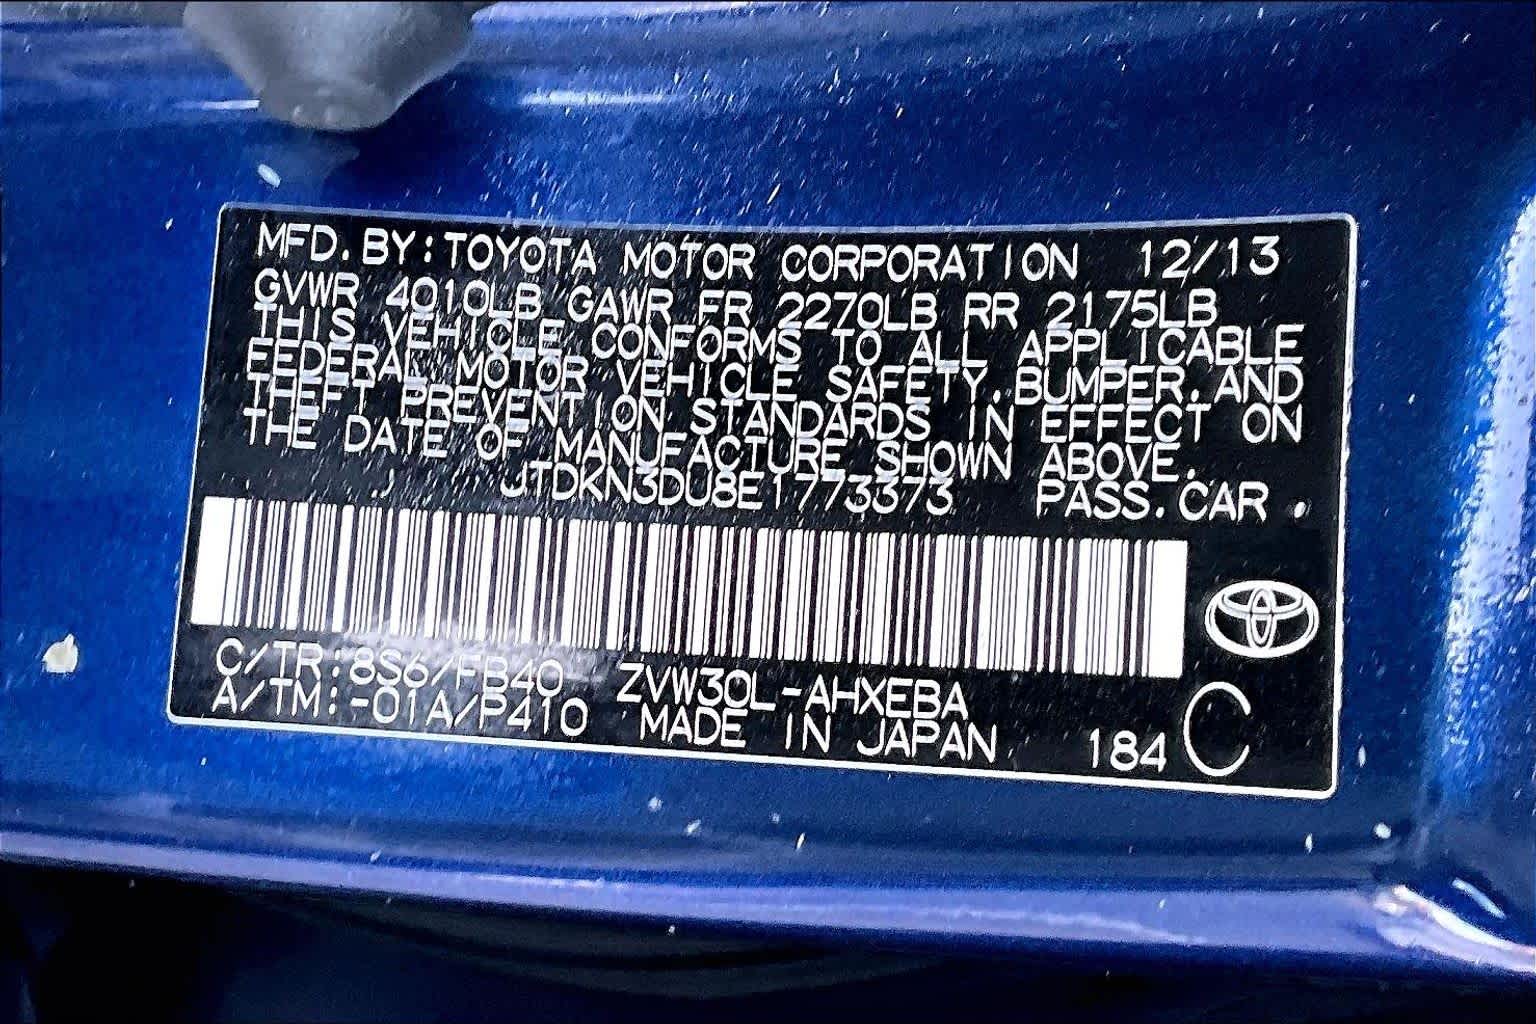 MFD.BY:TOYOTA MOTOR CORPORATION 12/13
GVWR 4010LB GAWR FR 2270LB RR 2175LB
THIS VEHICLE CONFORMS TO ALL APPLICABLE
FEDERAL MOTOR VEHICLE SAFETY.BUMPER.AND
THEFT PREVENTION STANDARDS IN EFFECT ON
THE DATE OF MANUFACTURE SHOWN ABOVE.
J JTDKN3DU8E1773373 PASS.CAR
C/TR:8S6/FB40 ZVW30L-AHXEBA
A/TM:-01A/P410 MADE IN JAPAN 184 C